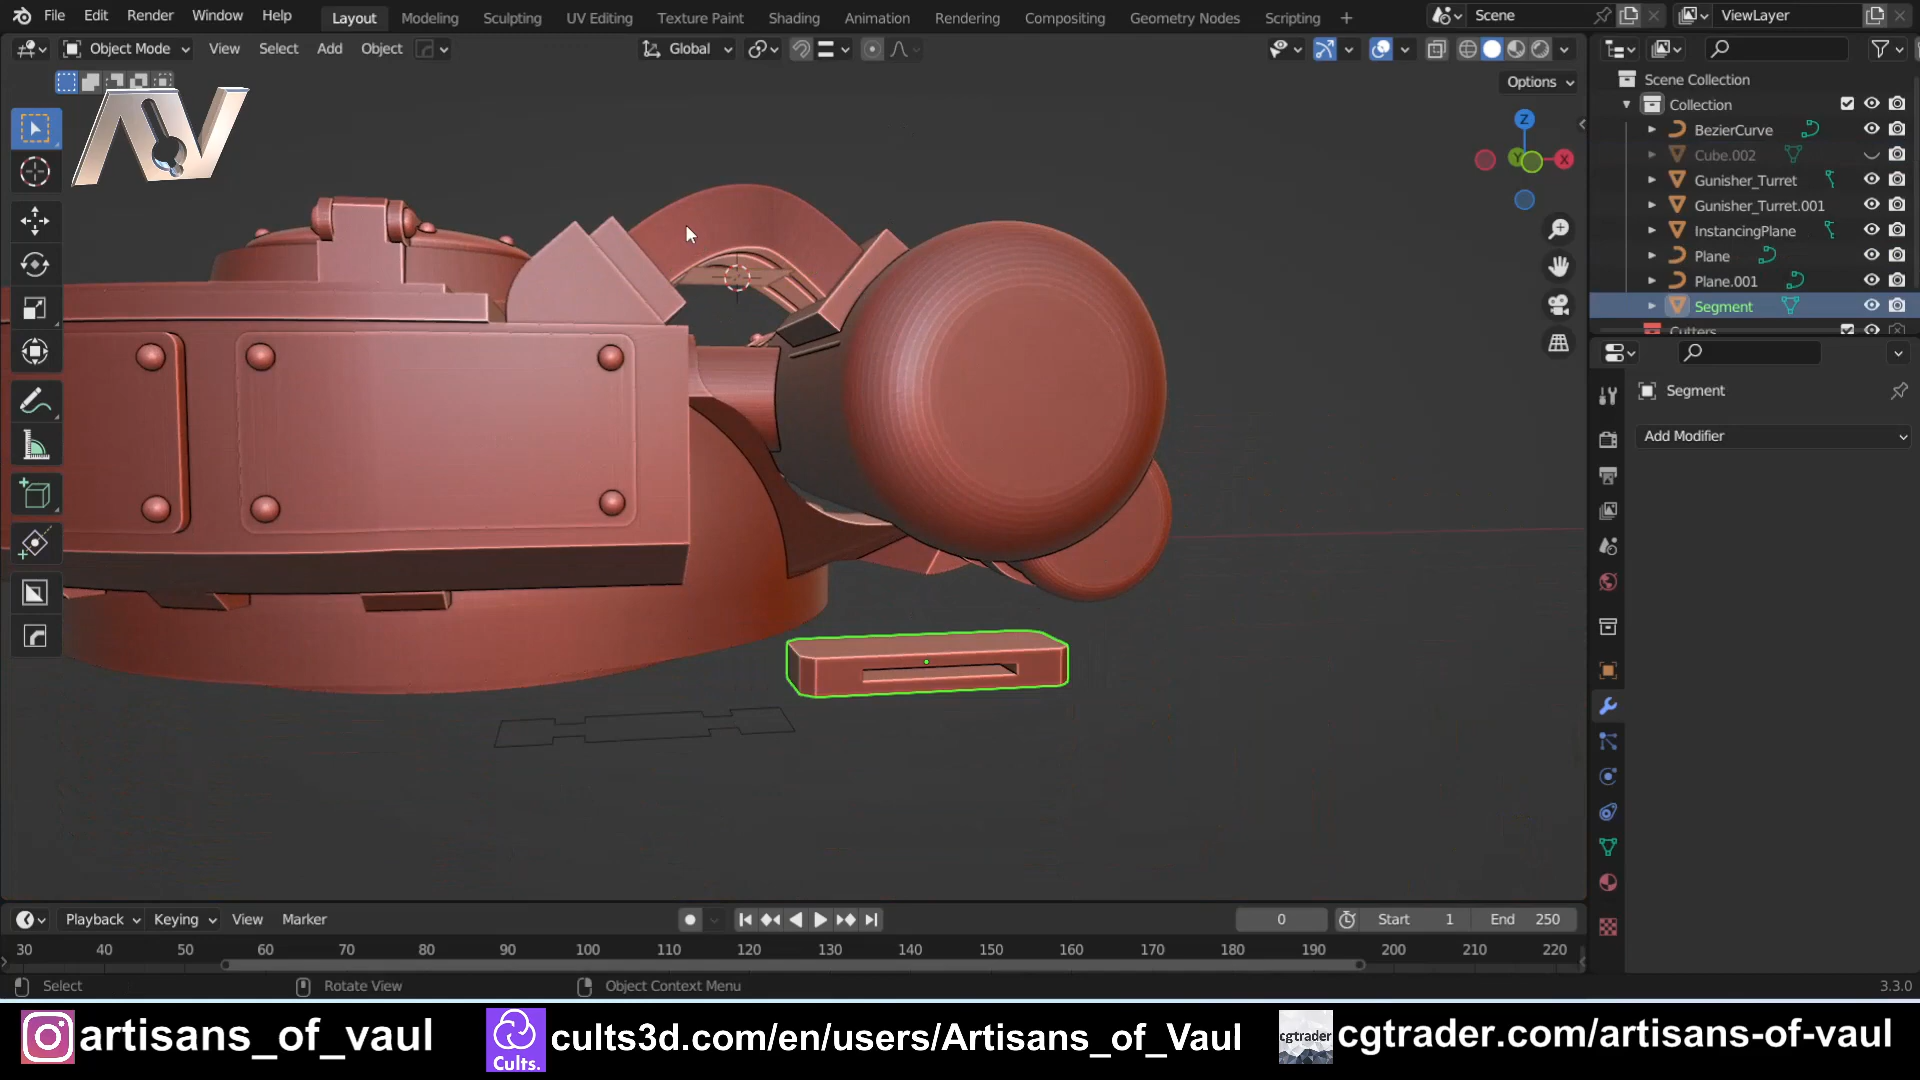 File Edit Render Window Help Layout Modeling Sculpting UV Editing Texture Paint Shading Animation Rendering Compositing Geometry Nodes Scripting + Scene ViewLayer
Object Mode View Select Add Object Global
Options
AV
Z
Y X
Scene Collection
Collection
BezierCurve
Cube.002
Gunisher_Turret
Gunisher_Turret.001
InstancingPlane
Plane
Plane.001
Segment
Cutters
Segment
Add Modifier
Playback Keying View Marker 0 Start 1 End 250
30 40 50 60 70 80 90 100 110 120 130 140 150 160 170 180 190 200 210 220
Select Rotate View Object Context Menu 3.3.0
artisans_of_vaul Cults. cults3d.com/en/users/Artisans_of_Vaul cgtrader cgtrader.com/artisans-of-vaul